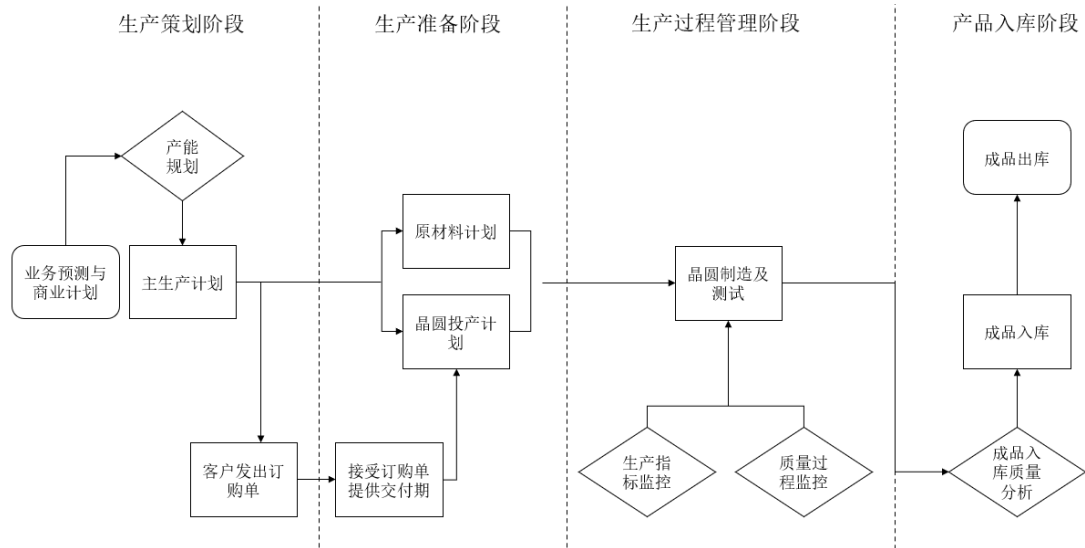 生产策划阶段
生产准备阶段
生产过程管理阶段
产品入库阶段
产能
规划
业务预测与
商业计划
主生产计划
客户发出订
购单
原材料计划
晶圆投产计
划
接受订购单
提供交付期
晶圆制造及
测试
生产指
标监控
质量过
程监控
成品出库
成品入库
成品入
库质量
分析